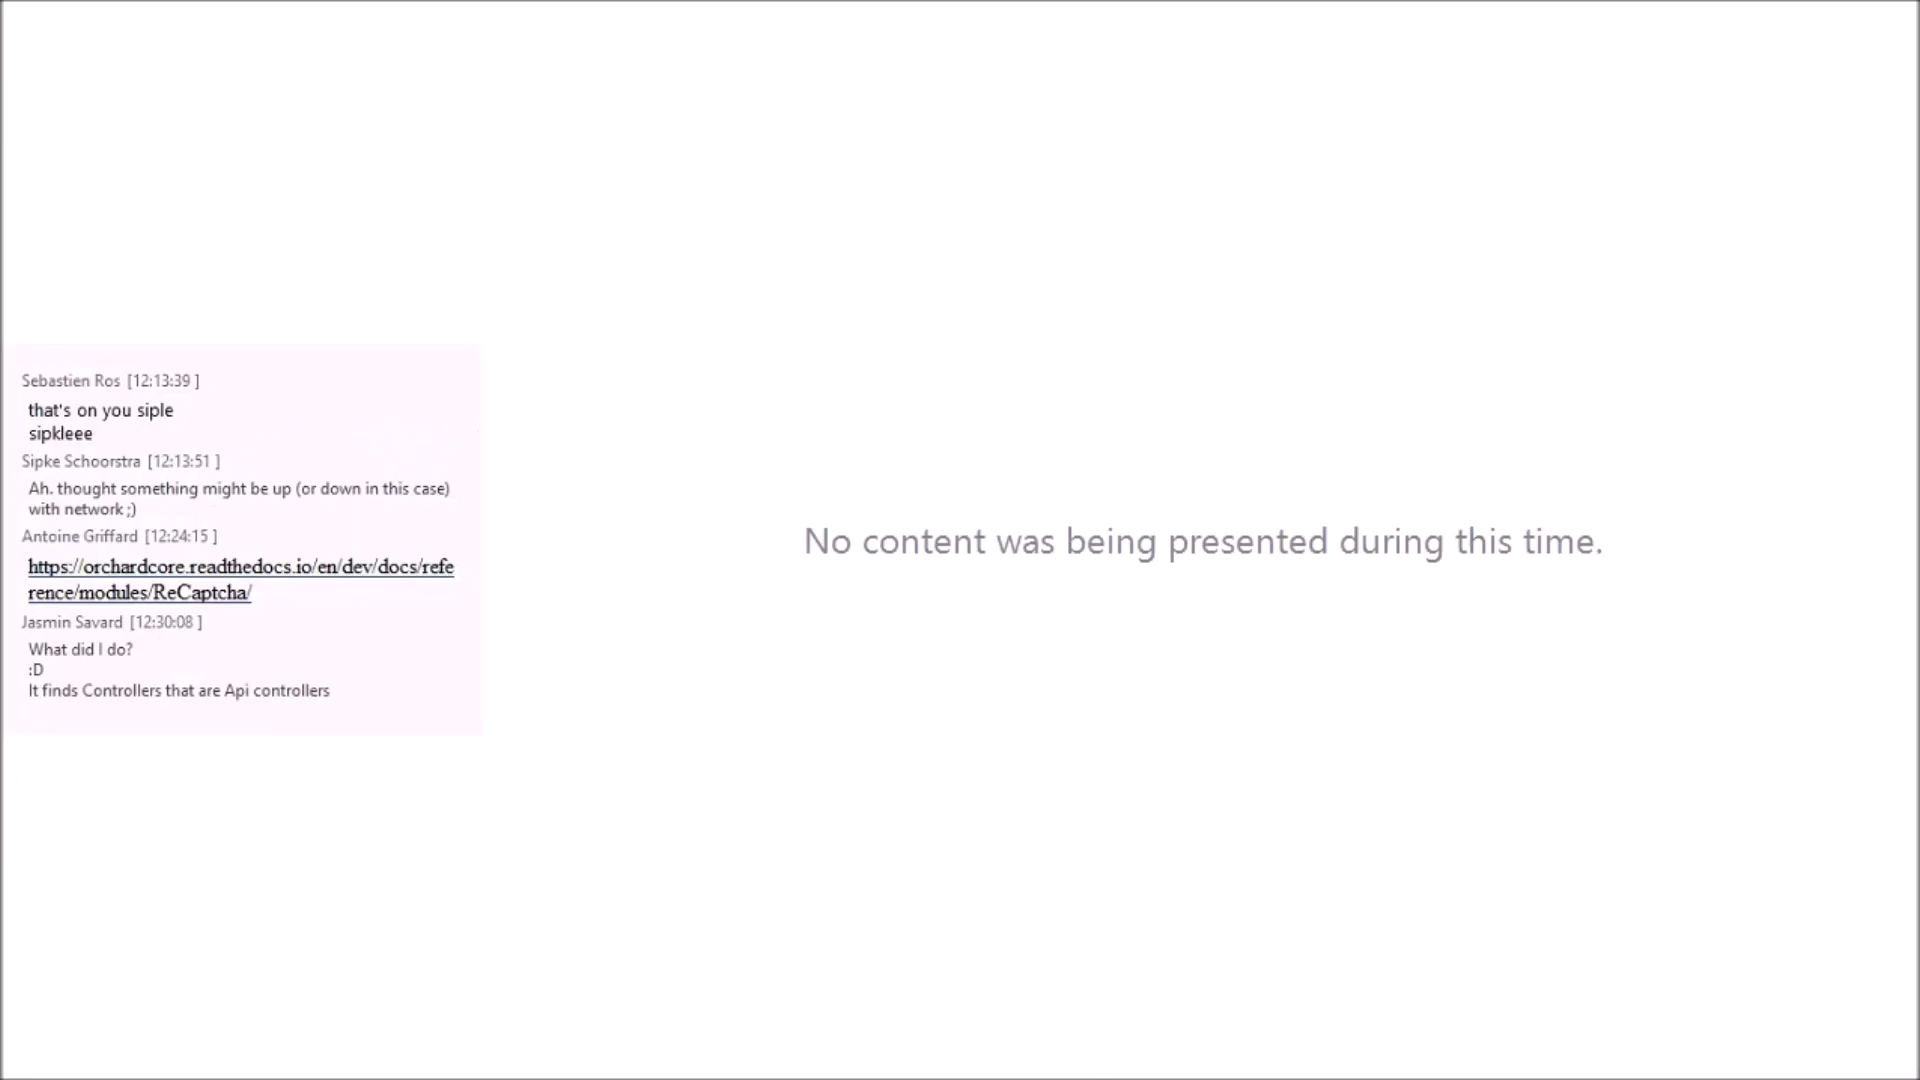 Sebastien Ros [12:13:39 ]
that's on you siple
sipkleee
Sipke Schoorstra [12:13:51 ]
Ah. thought something might be up (or down in this case)
with network ;)
Antoine Griffard [12:24:15 ]
https://orchardcore.readthedocs.io/en/dev/docs/refe
rence/modules/ReCaptcha/
Jasmin Savard [12:30:08 ]
What did I do?
:D
It finds Controllers that are Api controllers
No content was being presented during this time.